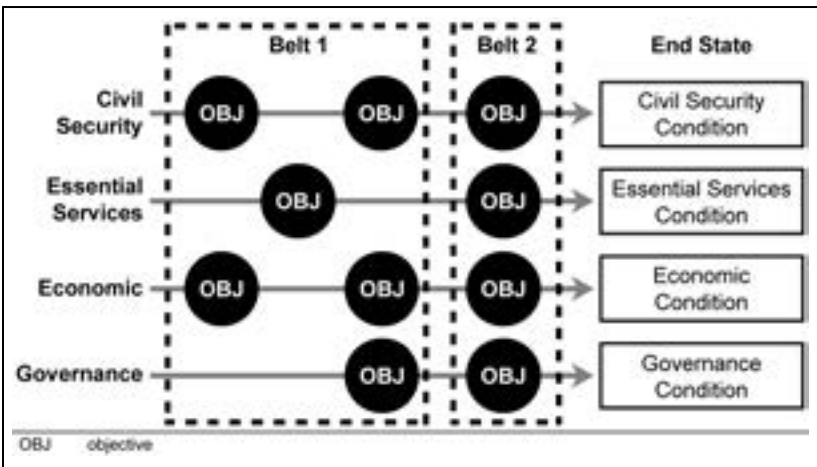 Belt 1 Belt 2 End State
Civil
Security
OBJ OBJ OBJ
Civil Security
Condition
Essential
Services
OBJ OBJ
Essential Services
Condition
Economic
OBJ OBJ OBJ
Economic
Condition
Governance
OBJ OBJ
Governance
Condition
OBJ objective